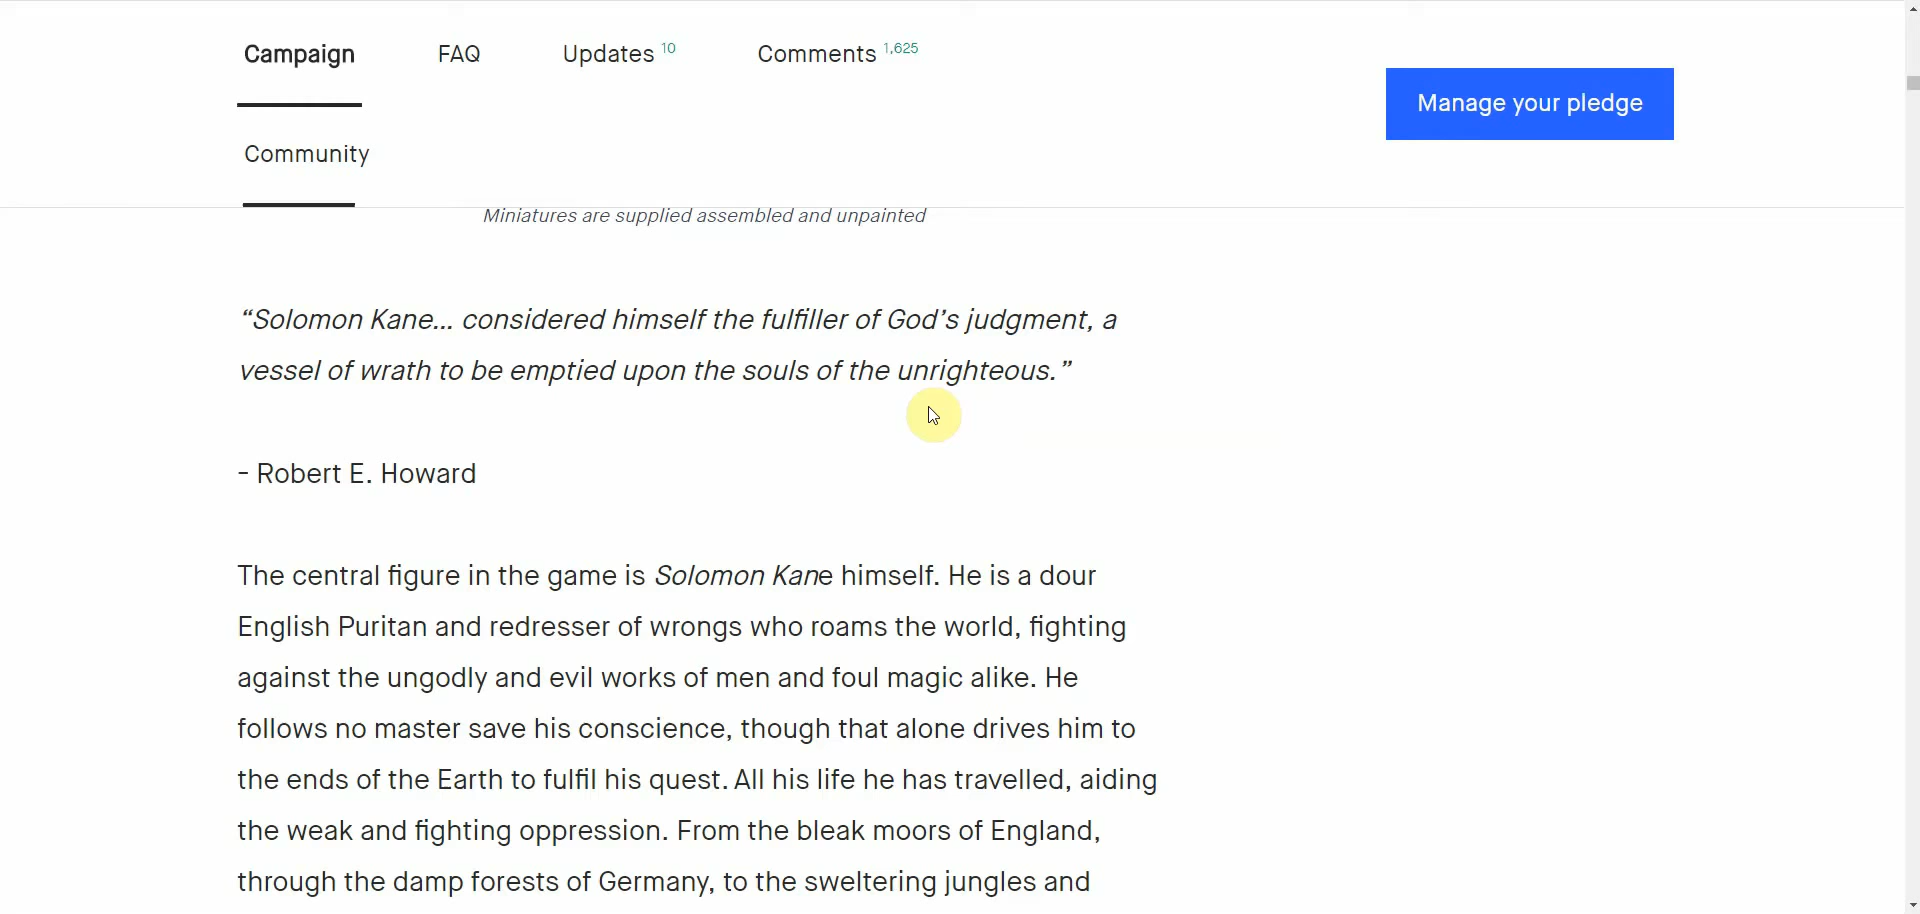 Campaign FAQ Updates 10 Comments 1,625
Manage your pledge
Community
Miniatures are supplied assembled and unpainted
“Solomon Kane... considered himself the fulfiller of God’s judgment, a
vessel of wrath to be emptied upon the souls of the unrighteous.”
- Robert E. Howard
The central figure in the game is Solomon Kane himself. He is a dour
English Puritan and redresser of wrongs who roams the world, fighting
against the ungodly and evil works of men and foul magic alike. He
follows no master save his conscience, though that alone drives him to
the ends of the Earth to fulfil his quest. All his life he has travelled, aiding
the weak and fighting oppression. From the bleak moors of England,
through the damp forests of Germany, to the sweltering jungles and